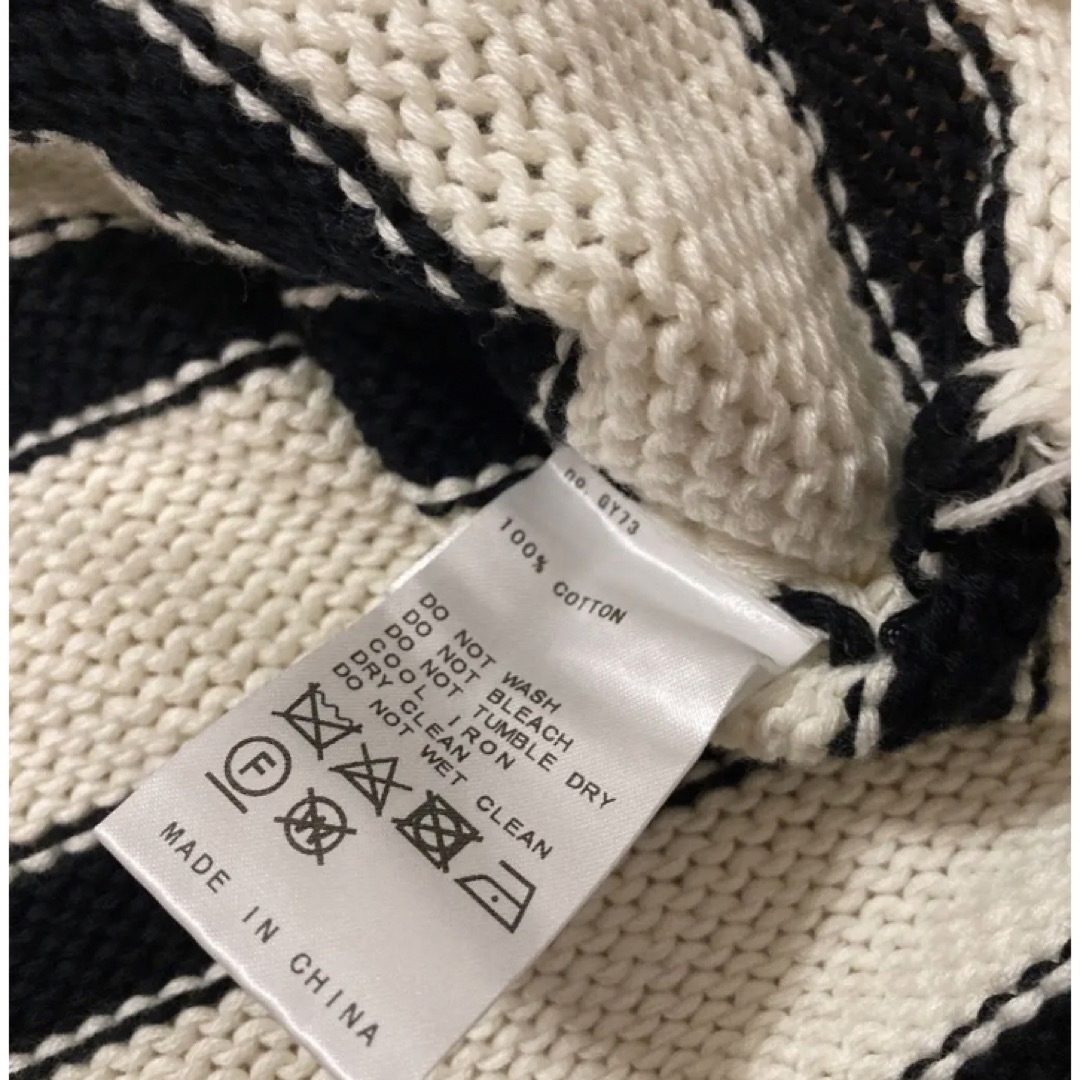 no. GY73
100% COTTON
DO NOT WASH
DO NOT BLEACH
DO NOT TUMBLE DRY
COOL IRON
DRY CLEAN
DO NOT WET CLEAN
F
W
MADE IN CHINA